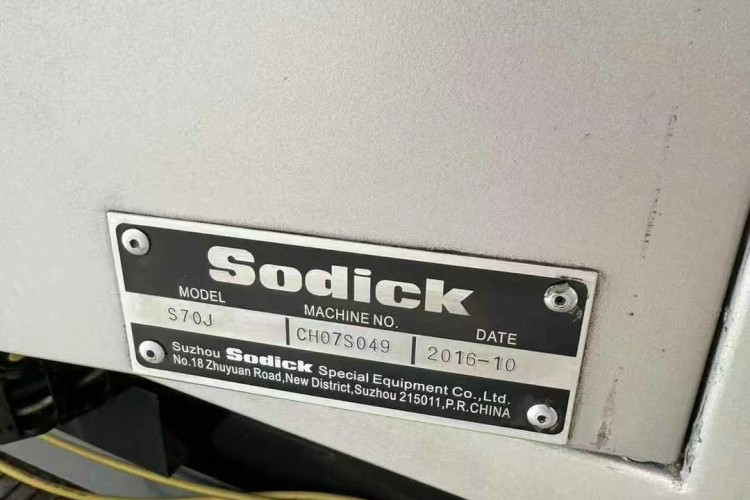 Sodick
MODEL MACHINE NO. DATE
S70J CH07S049 2016-10
Suzhou Sodick Special Equipment Co.,Ltd.
No.18 Zhuyuan Road,New District,Suzhou 215011,P.R.CHINA